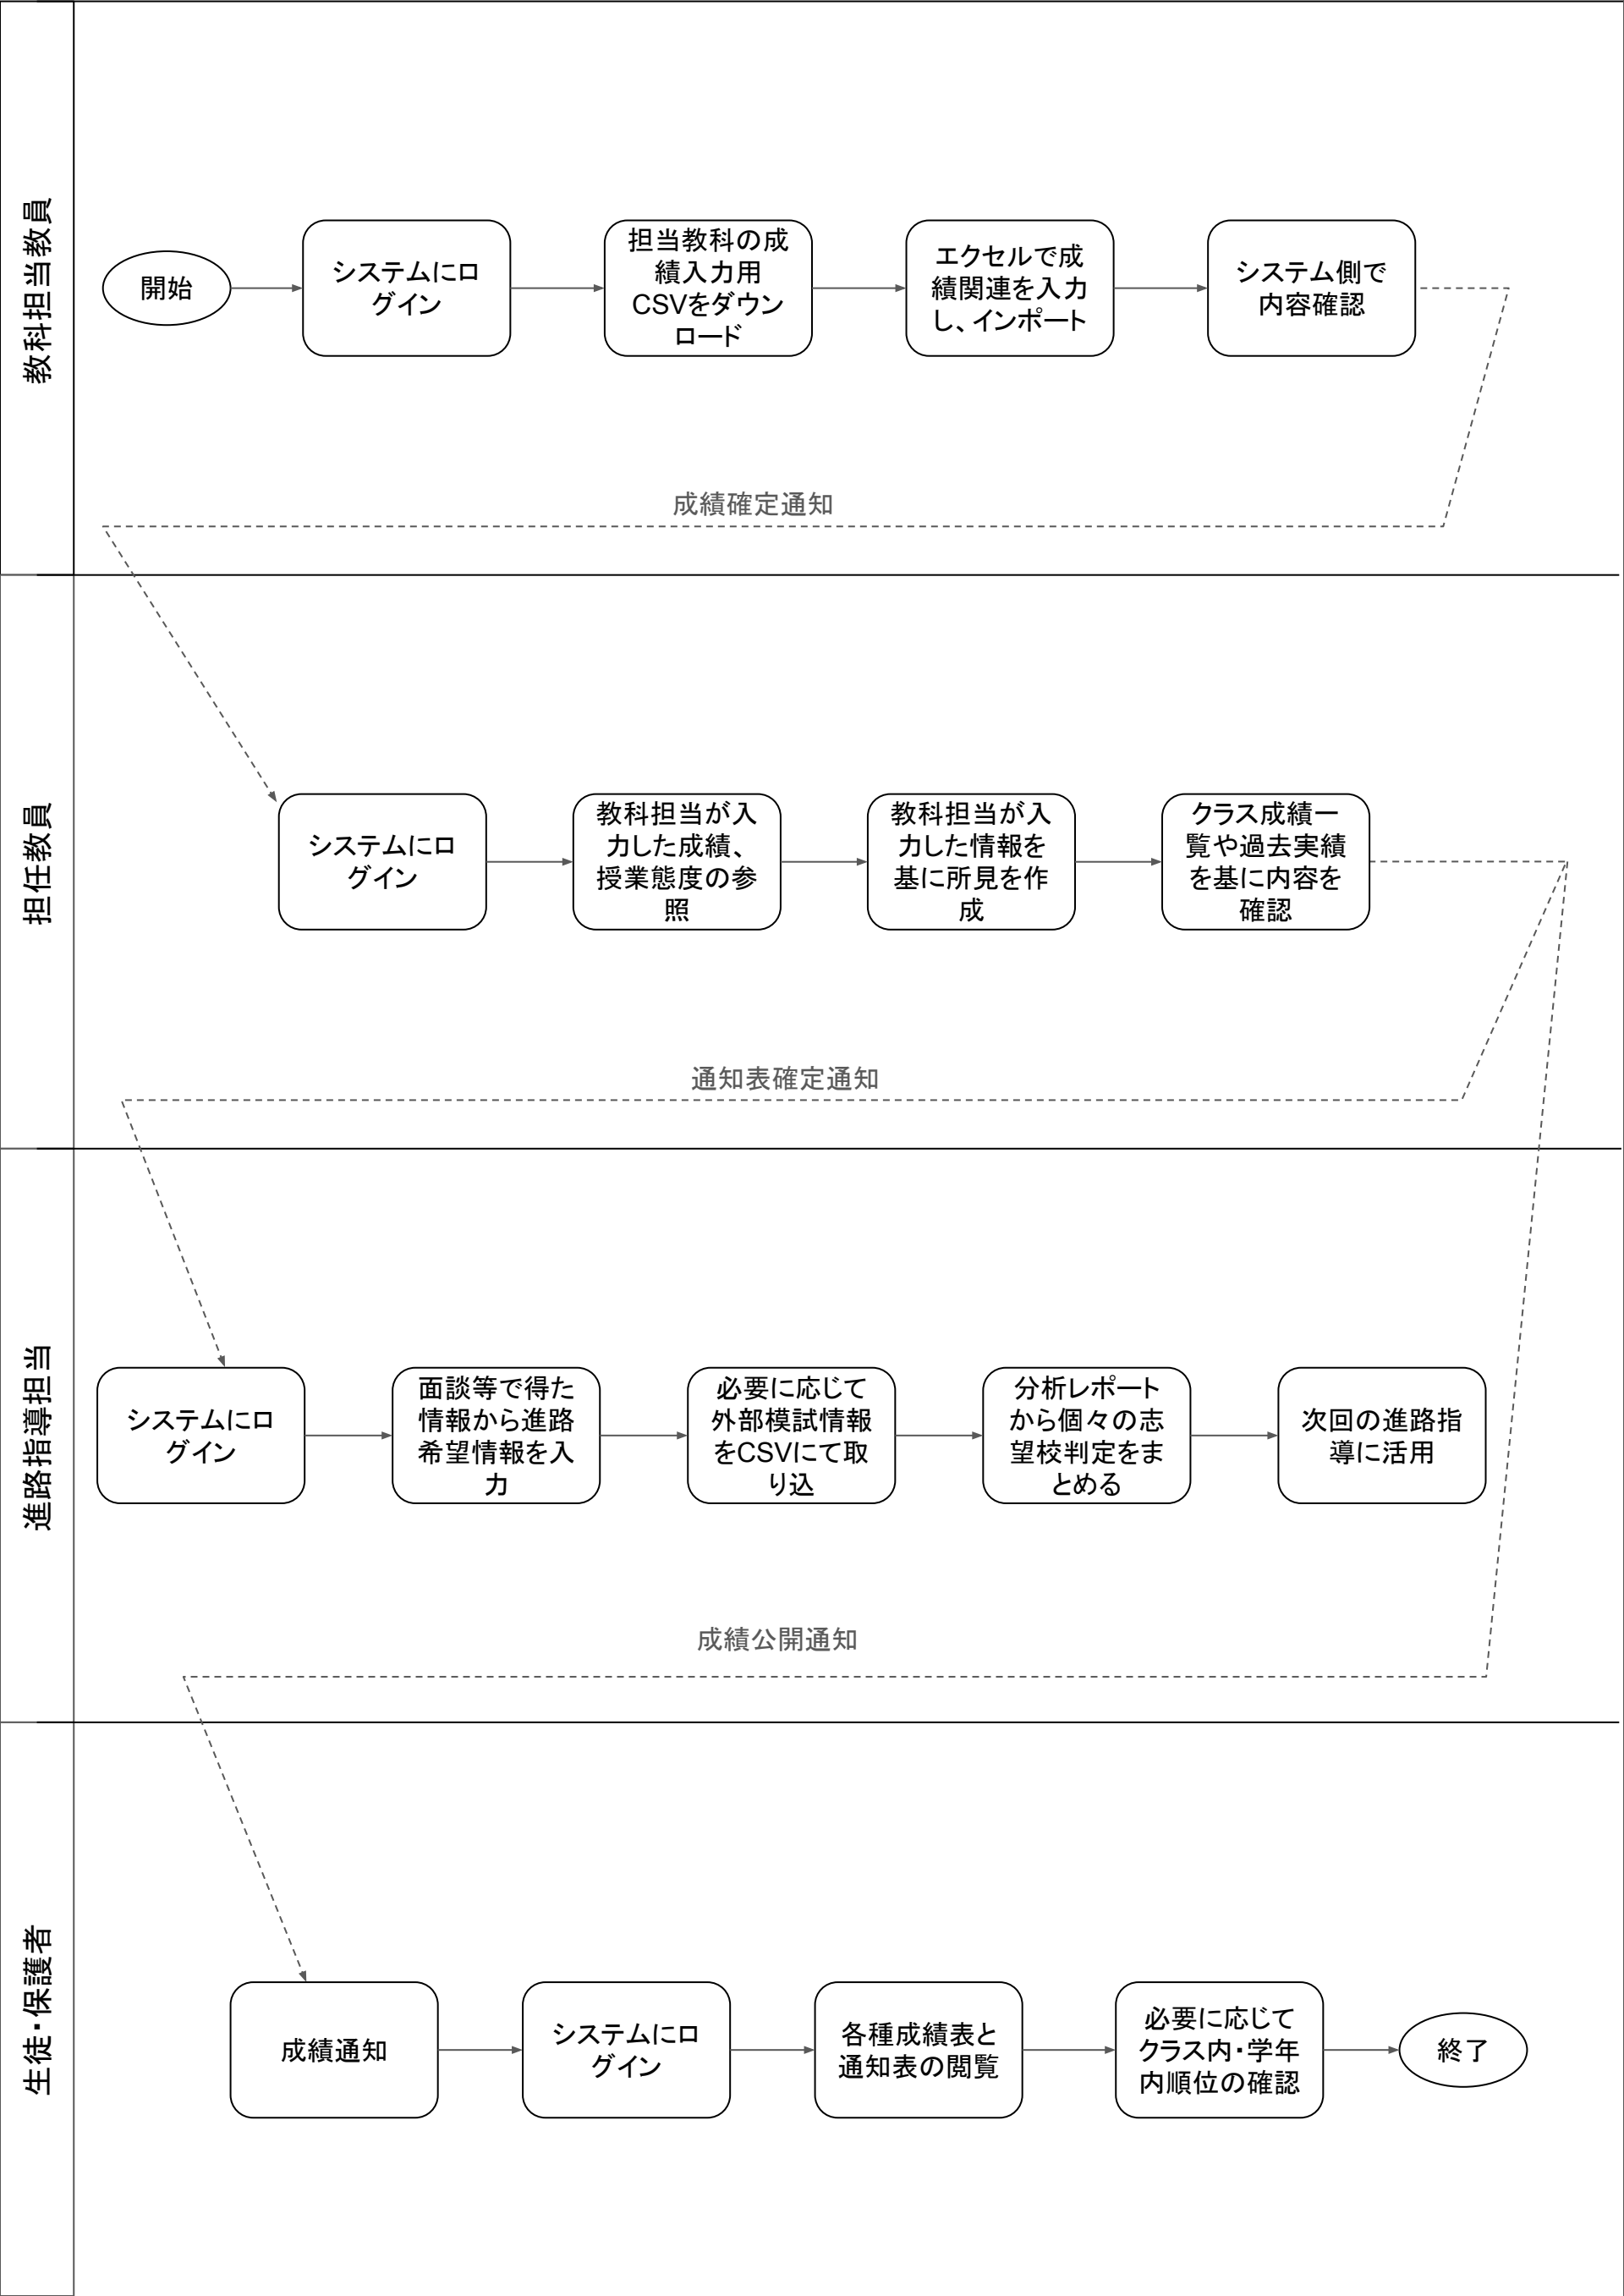 教科担当教員
開始
システムにロ
グイン
担当教科の成
績入力用
CSVをダウン
ロード
エクセルで成
績関連を入力
し、インポート
システム側で
内容確認
成績確定通知
担任教員
システムにロ
グイン
教科担当が入
力した成績、
授業態度の参
照
教科担当が入
力した情報を
基に所見を作
成
クラス成績一
覧や過去実績
を基に内容を
確認
通知表確定通知
進路指導担当
システムにロ
グイン
面談等で得た
情報から進路
希望情報を入
力
必要に応じて
外部模試情報
をCSVにて取
り込
分析レポート
から個々の志
望校判定をま
とめる
次回の進路指
導に活用
成績公開通知
生徒・保護者
成績通知
システムにロ
グイン
各種成績表と
通知表の閲覧
必要に応じて
クラス内・学年
内順位の確認
終了